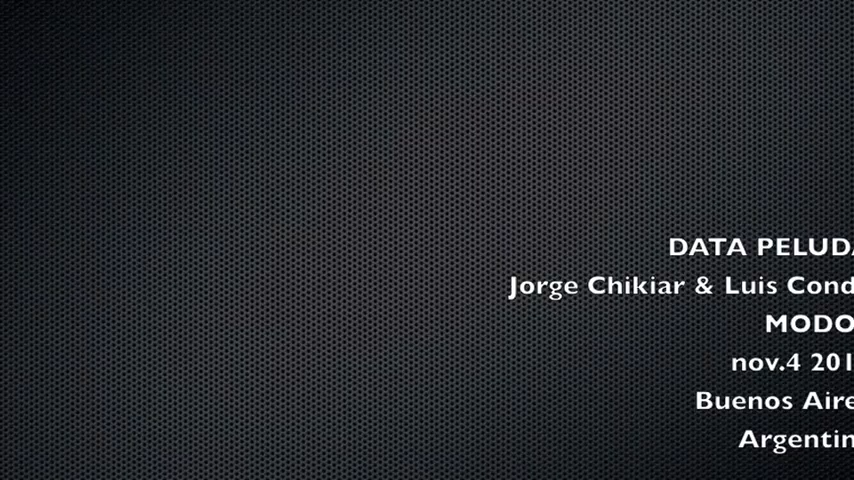 DATA PELUDA
Jorge Chikiar & Luis Cond
MODO
nov.4 201
Buenos Aire
Argentin